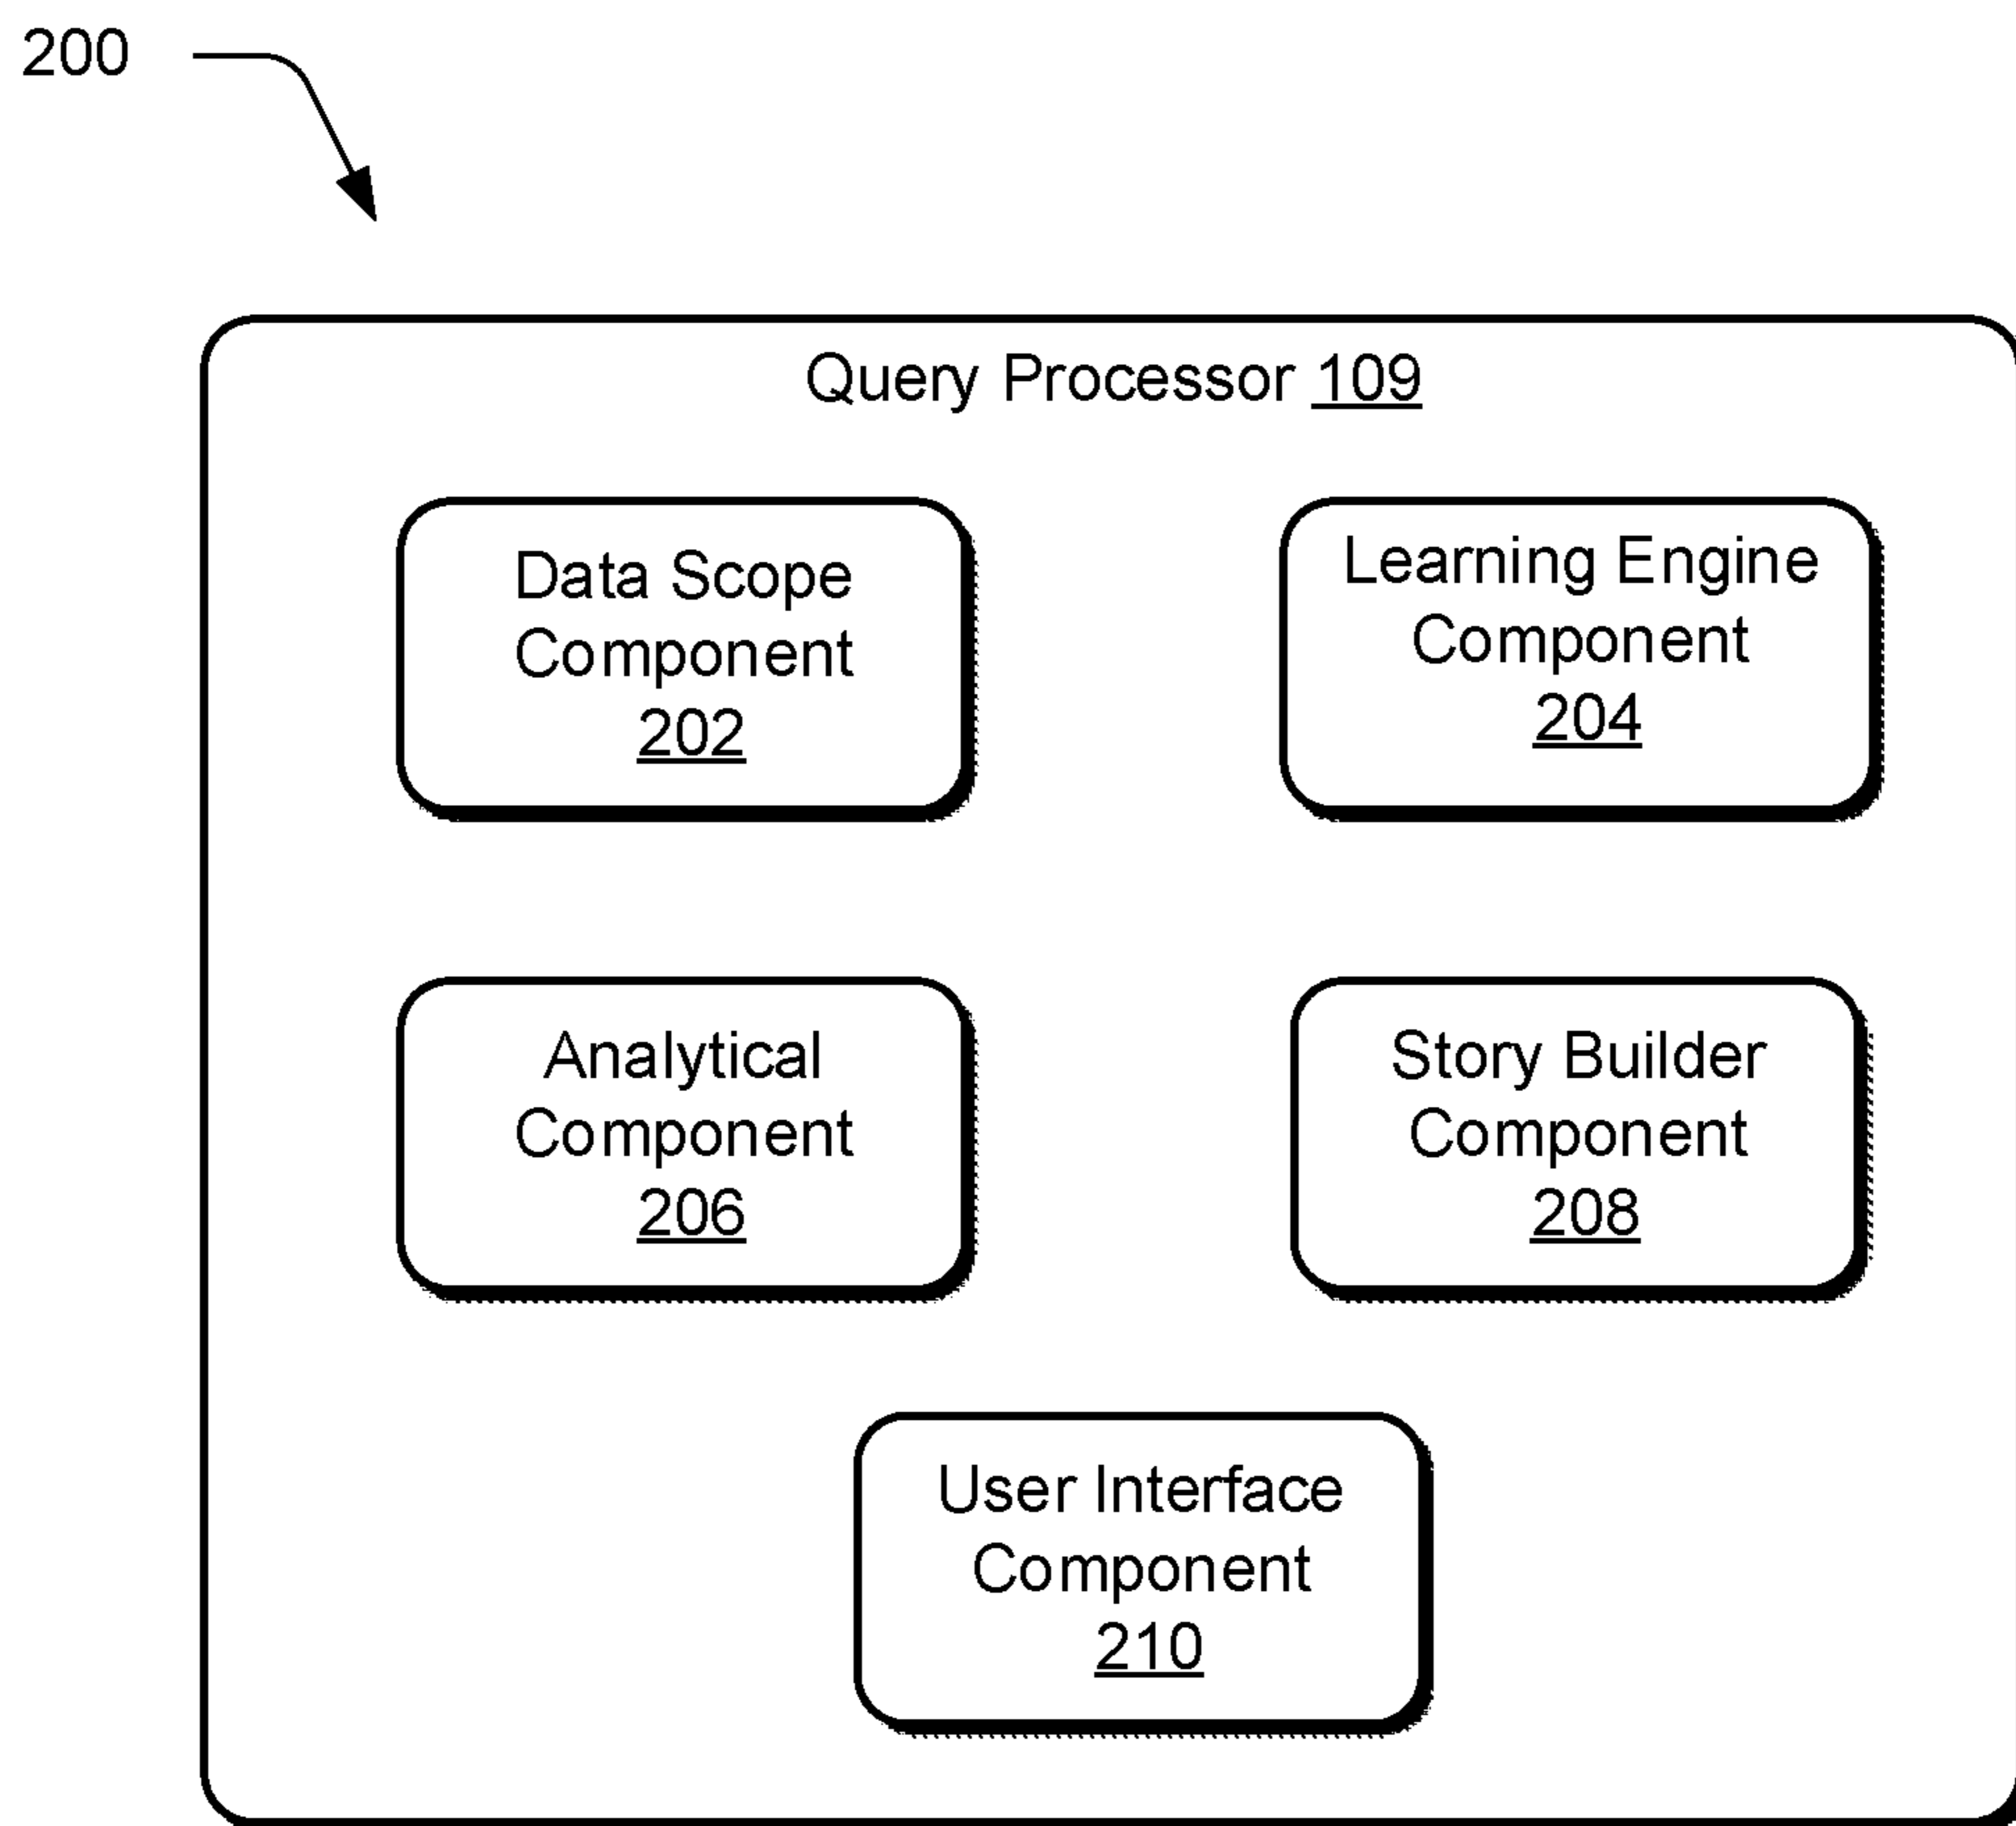 200
Query Processor 109
Data Scope
Component
202
Learning Engine
Component
204
Analytical
Component
206
Story Builder
Component
208
User Interface
Component
210